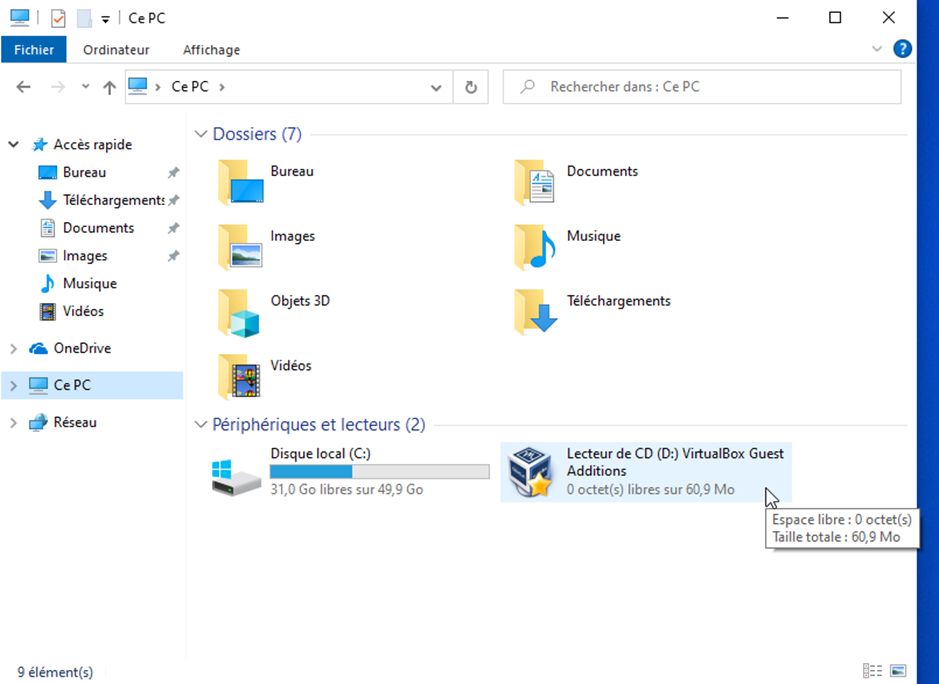 Ce PC
Fichier
Ordinateur
Affichage
?
Ce PC
Rechercher dans : Ce PC
Accès rapide
Bureau
Téléchargements
Documents
Images
Musique
Vidéos
OneDrive
Ce PC
Réseau
Dossiers (7)
Bureau
Documents
Images
Musique
Objets 3D
Téléchargements
Vidéos
Périphériques et lecteurs (2)
Disque local (C:)
31,0 Go libres sur 49,9 Go
Lecteur de CD (D:) VirtualBox Guest
Additions
0 octet(s) libres sur 60,9 Mo
Espace libre : 0 octet(s)
Taille totale : 60,9 Mo
9 élément(s)